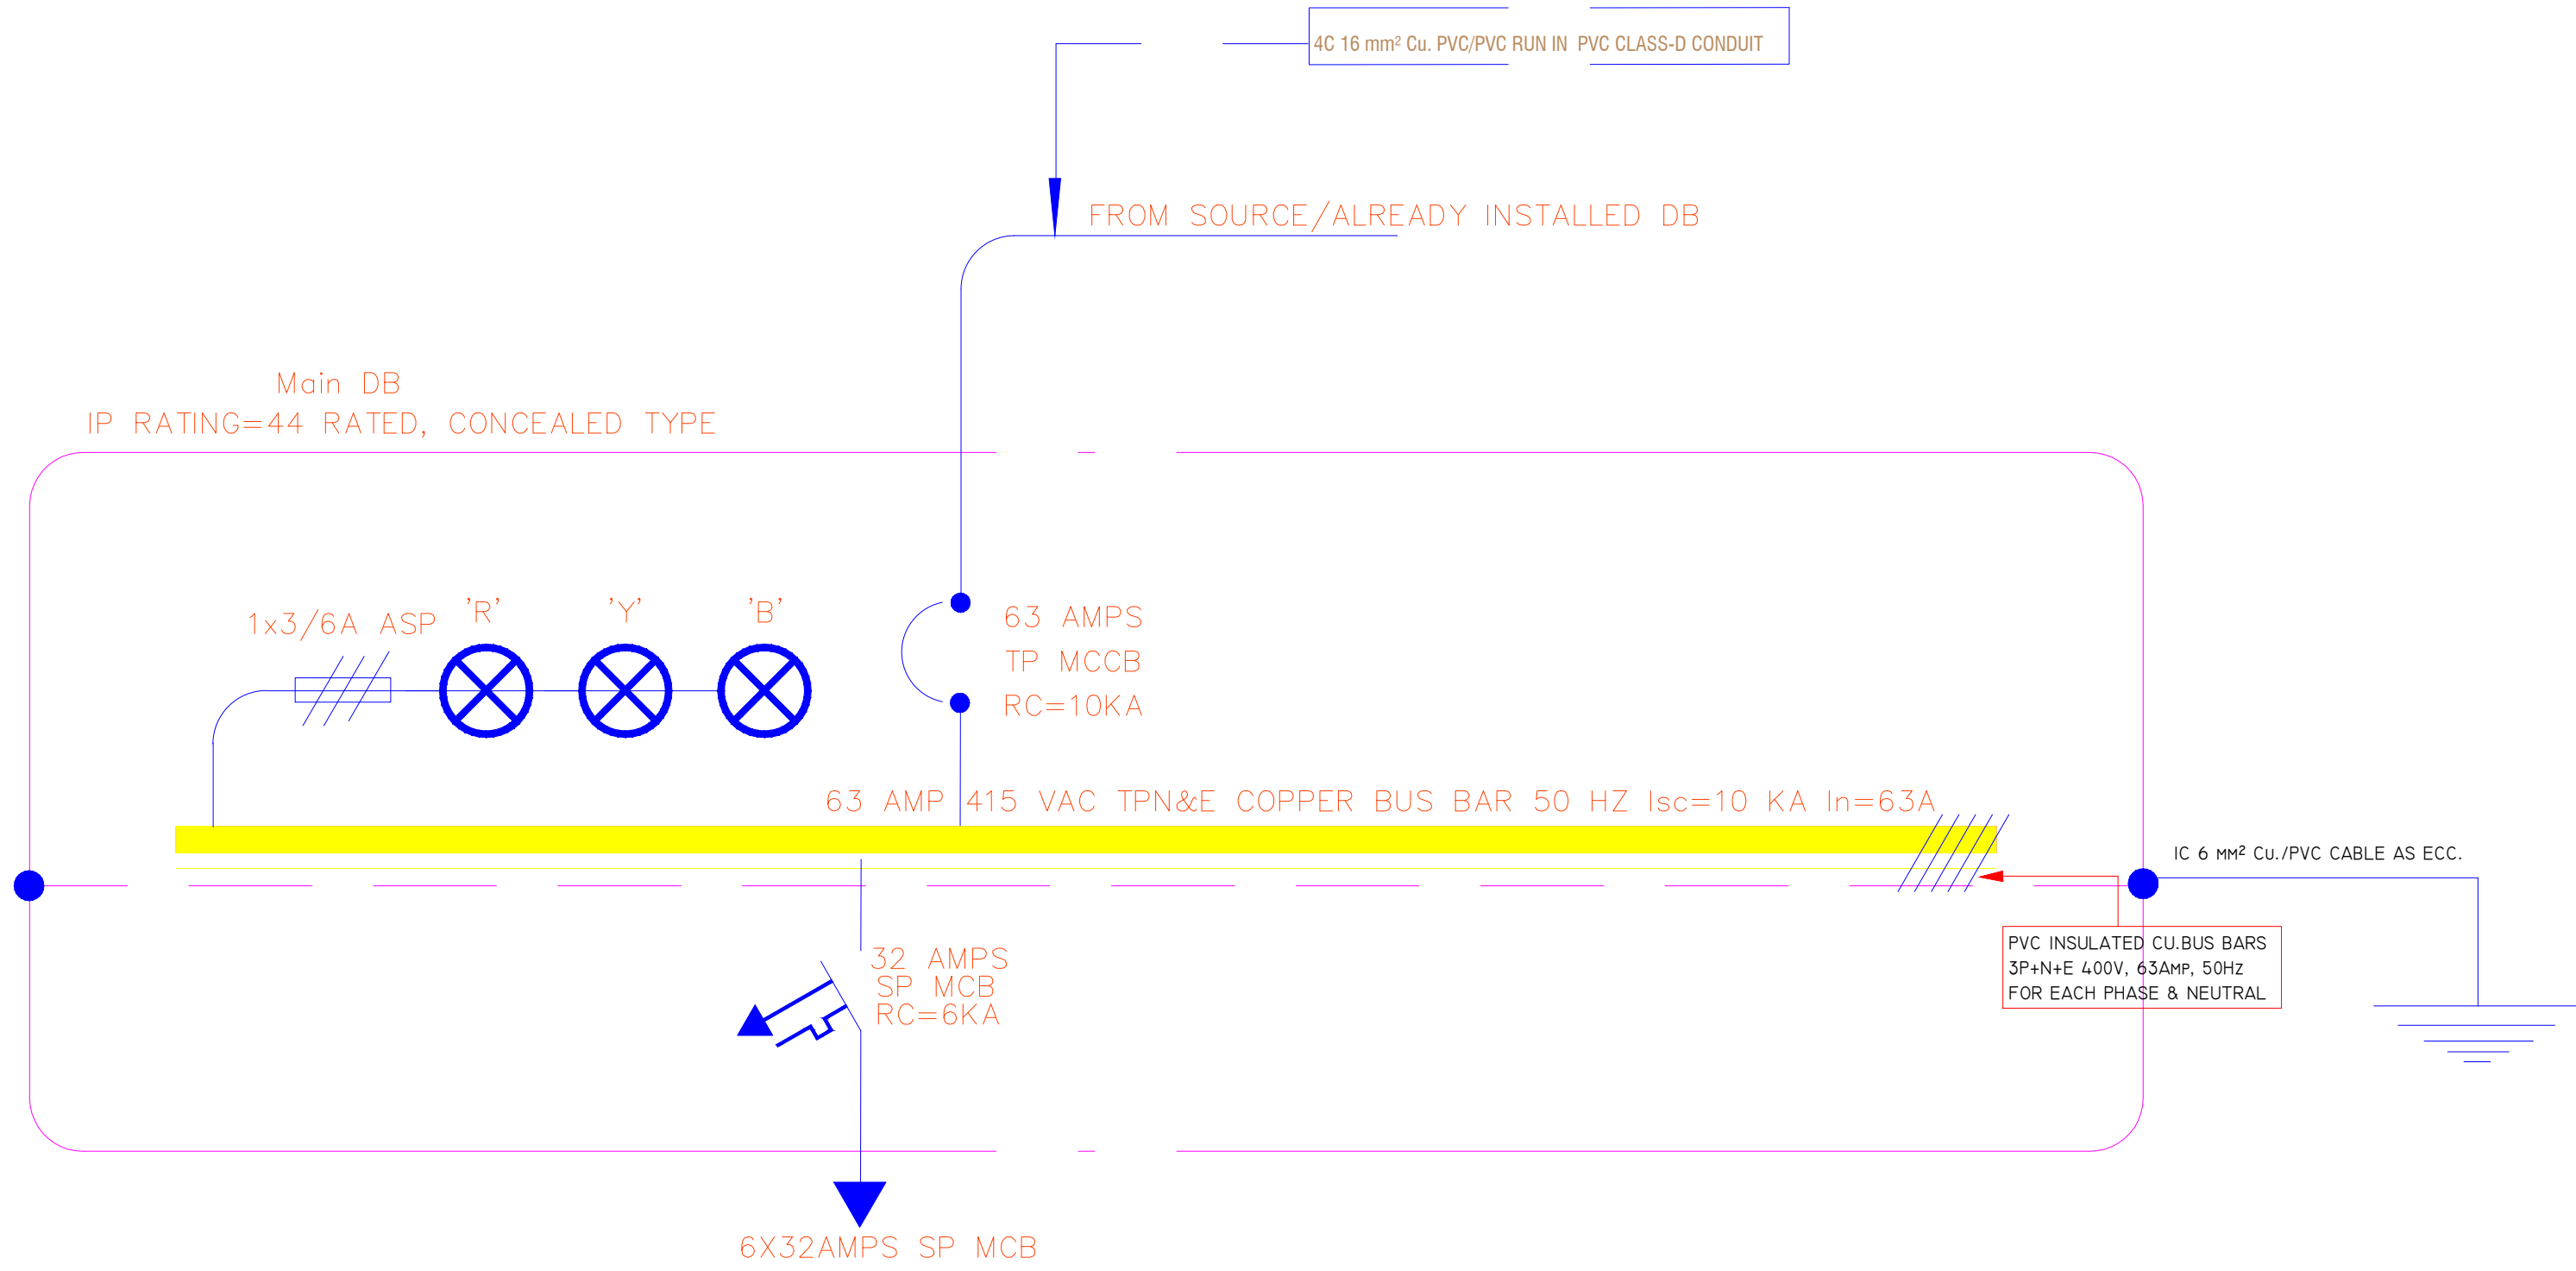 4C 16 mm² Cu. PVC/PVC RUN IN PVC CLASS-D CONDUIT
FROM SOURCE/ALREADY INSTALLED DB
Main DB
IP RATING=44 RATED, CONCEALED TYPE
1x3/6A ASP
'R'
'Y'
'B'
63 AMPS
TP MCCB
RC=10KA
63 AMP 415 VAC TPN&E COPPER BUS BAR 50 HZ Isc=10 KA In=63A
IC 6 MM² CU./PVC CABLE AS ECC.
32 AMPS
SP MCB
RC=6KA
PVC INSULATED CU.BUS BARS
3P+N+E 400V, 63AMP, 50HZ
FOR EACH PHASE & NEUTRAL
6X32AMPS SP MCB